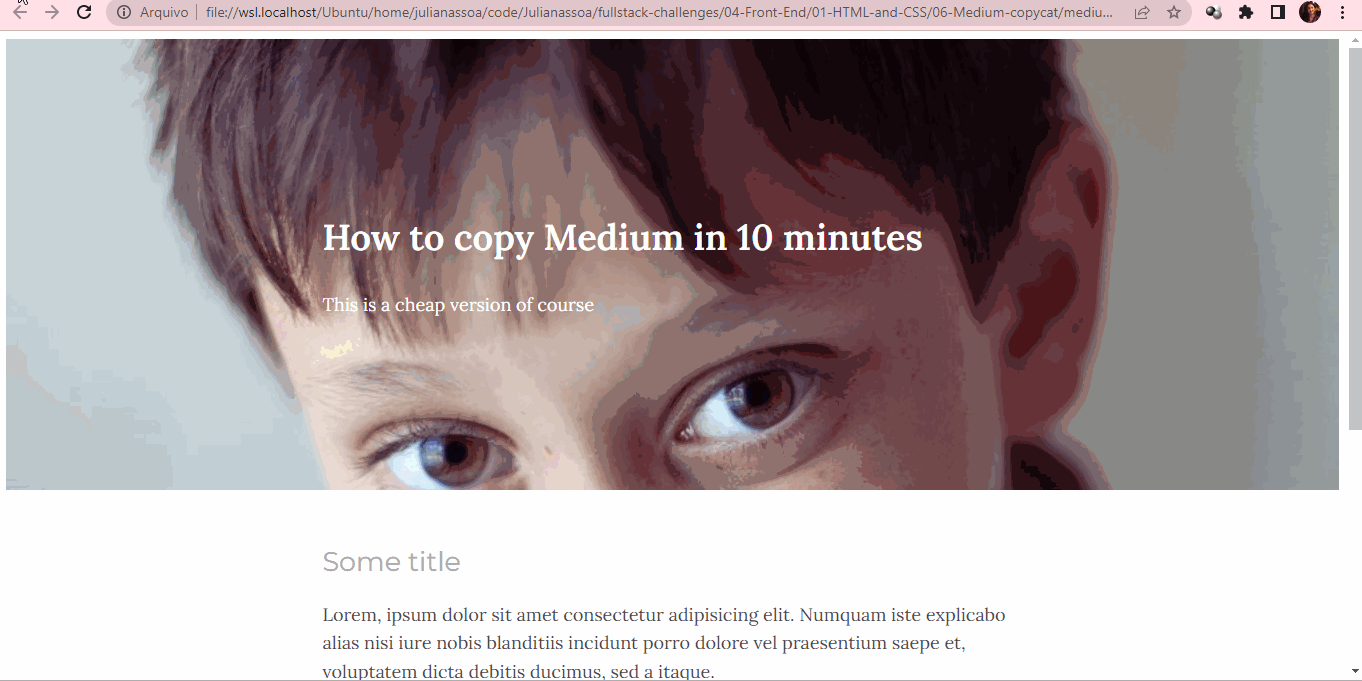 Arquivo
file://wsl.localhost/Ubuntu/home/julianassoa/code/Julianassoa/fullstack-challenges/04-Front-End/01-HTML-and-CSS/06-Medium-copycat/mediu...
How to copy Medium in 10 minutes
This is a cheap version of course
Some title
Lorem, ipsum dolor sit amet consectetur adipisicing elit. Numquam iste explicabo
alias nisi iure nobis blanditiis incidunt porro dolore vel praesentium saepe et,
voluptatem dicta debitis ducimus, sed a itaque.